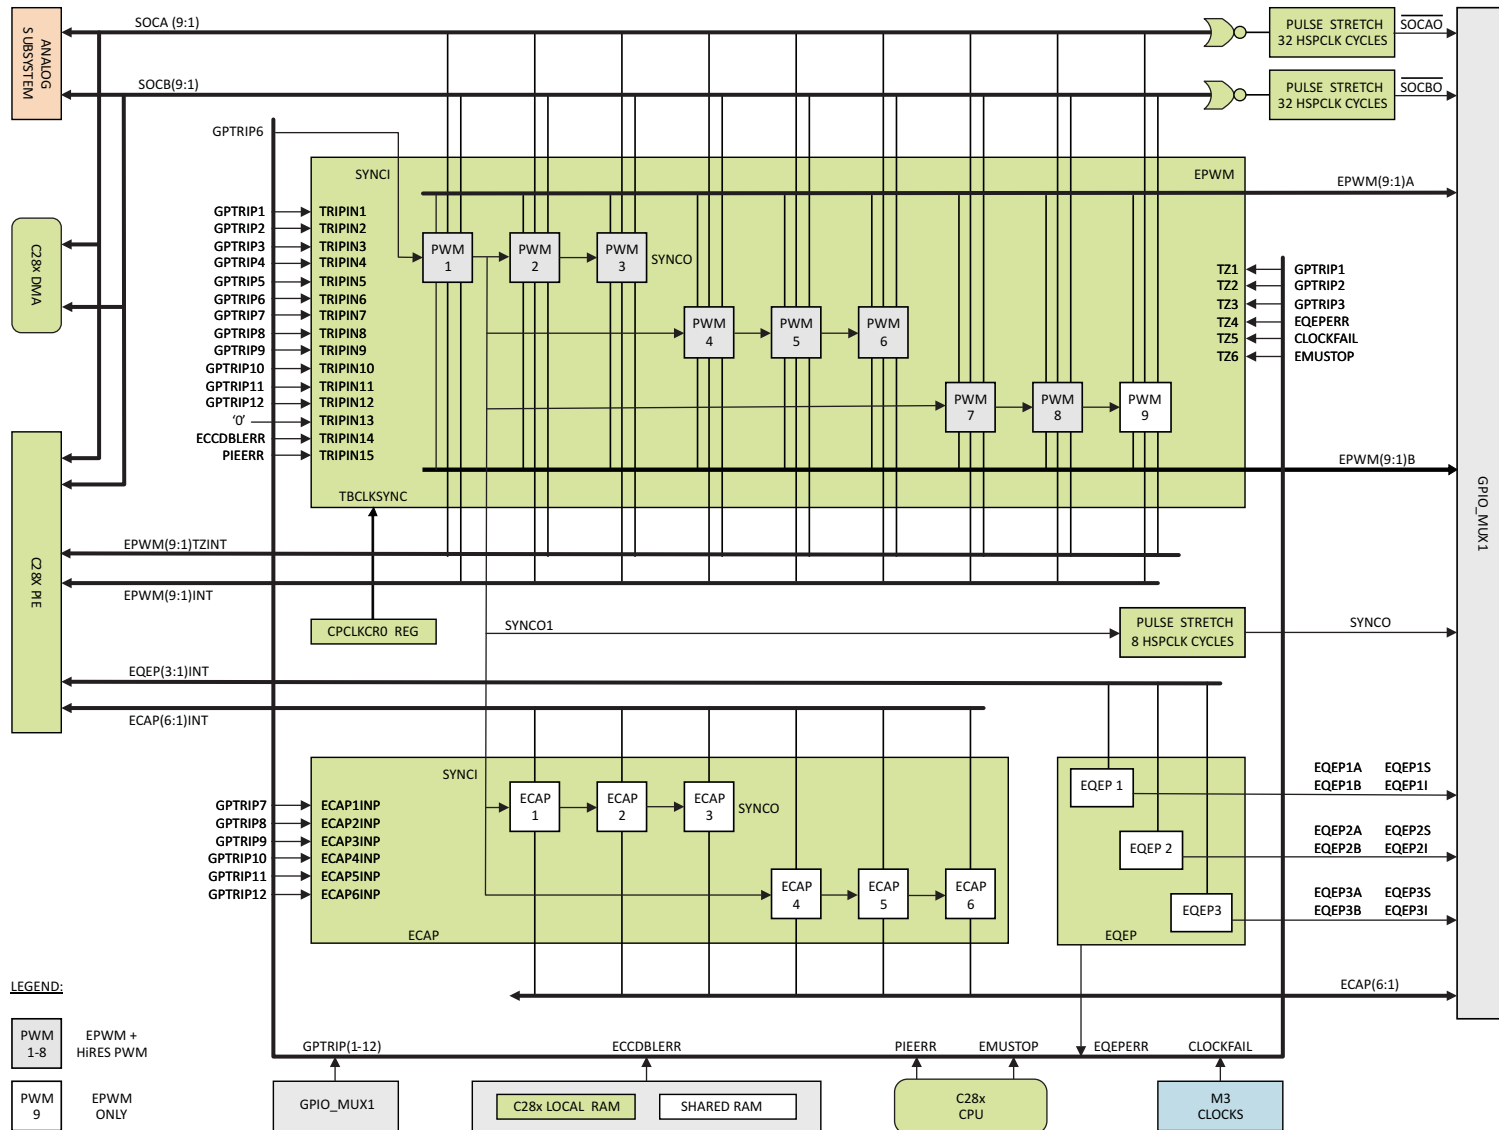 SOCA (9:1)
PULSE STRETCH
32 HSPCLK CYCLES
SOCAO
ANALOG
SUBSYSTEM
SOCB(9:1)
PULSE STRETCH
32 HSPCLK CYCLES
SOCBO
GPTRIP6
SYNCI
EPWM
EPWM(9:1)A
GPTRIP1
TRIPIN1
GPTRIP2
TRIPIN2
GPTRIP3
TRIPIN3
GPTRIP4
TRIPIN4
GPTRIP5
TRIPIN5
GPTRIP6
TRIPIN6
GPTRIP7
TRIPIN7
GPTRIP8
TRIPIN8
GPTRIP9
TRIPIN9
GPTRIP10
TRIPIN10
GPTRIP11
TRIPIN11
GPTRIP12
TRIPIN12
‘0’
TRIPIN13
ECCDBLERR
TRIPIN14
PIEERR
TRIPIN15
PWM
1
PWM
2
PWM
3
SYNCO
PWM
4
PWM
5
PWM
6
PWM
7
PWM
8
PWM
9
TZ1
GPTRIP1
TZ2
GPTRIP2
TZ3
GPTRIP3
TZ4
EQEPERR
TZ5
CLOCKFAIL
TZ6
EMUSTOP
C28x DMA
EPWM(9:1)B
TBCLKSYNC
GPIO_MUX1
C28X PIE
EPWM(9:1)TZINT
EPWM(9:1)INT
CPCLKCR0 REG
SYNCO1
PULSE STRETCH
8 HSPCLK CYCLES
SYNCO
EQEP(3:1)INT
ECAP(6:1)INT
SYNCI
GPTRIP7
ECAP1INP
GPTRIP8
ECAP2INP
GPTRIP9
ECAP3INP
GPTRIP10
ECAP4INP
GPTRIP11
ECAP5INP
GPTRIP12
ECAP6INP
ECAP
1
ECAP
2
ECAP
3
SYNCO
ECAP
4
ECAP
5
ECAP
6
ECAP
EQEP 1
EQEP 2
EQEP3
EQEP
EQEP1A EQEP1S
EQEP1B EQEP1I
EQEP2A EQEP2S
EQEP2B EQEP2I
EQEP3A EQEP3S
EQEP3B EQEP3I
ECAP(6:1)
LEGEND:
PWM
1-8
EPWM +
HiRES PWM
PWM
9
EPWM
ONLY
GPTRIP(1-12)
ECCDBLERR
PIEERR
EMUSTOP
EQEPERR
CLOCKFAIL
GPIO_MUX1
C28x LOCAL RAM
SHARED RAM
C28x
CPU
M3
CLOCKS